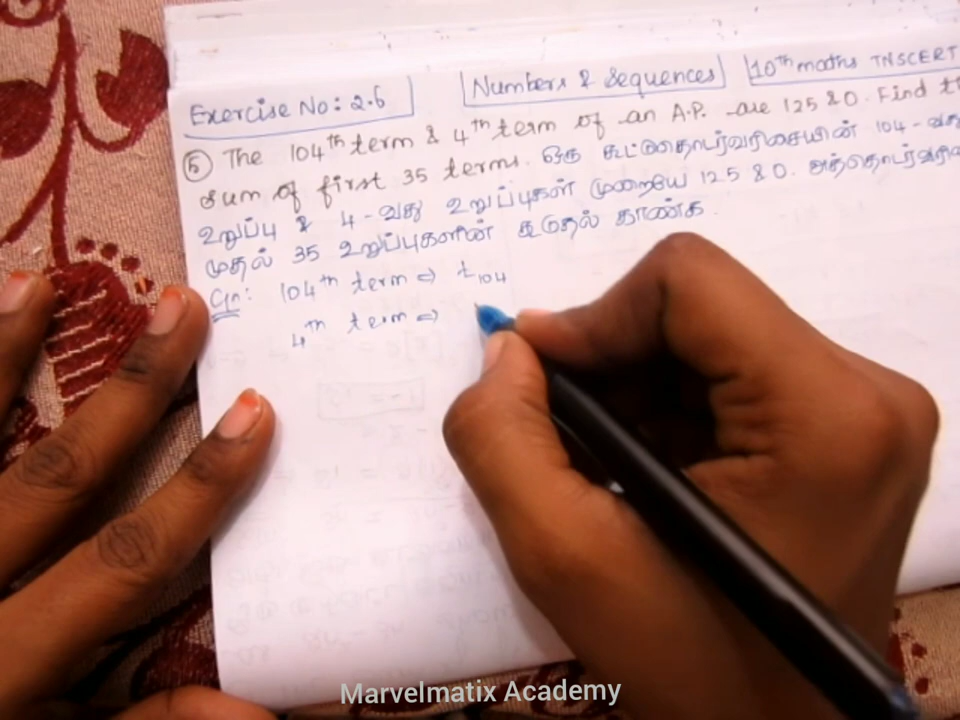 Exercise No: 2.6
Numbers & Sequences
10th maths TNSCERT
⑤ The 104th term & 4th term of an A.P. are 125 & 0. Find
Sum of first 35 terms. ஒரு கூட்டுதொடர்வரிசையின் 104-வது
உறுப்பு & 4-வது உறுப்புகள் முறையே 125 & 0. அத்தொடர்வரிசை
முதல் 35 உறுப்புகளின் கூடுதல் காண்க.
Gn: 104th term ⇒ t104
4th term ⇒
Marvelmatix Academy